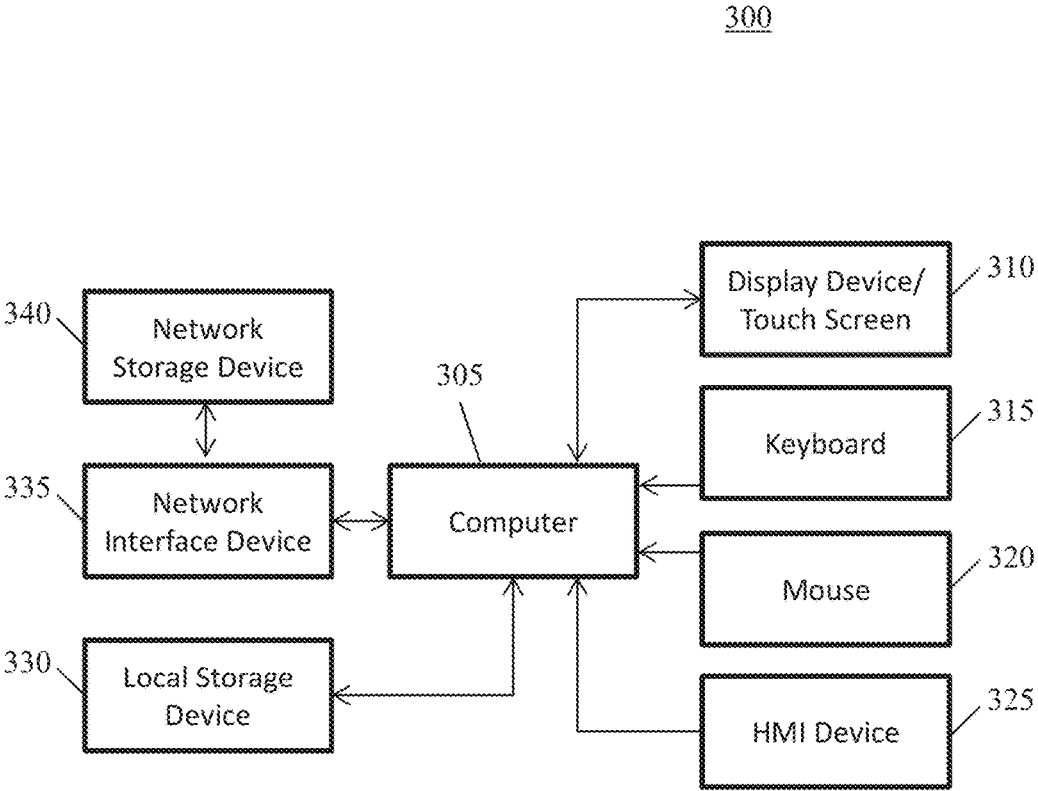 300
Display Device/
Touch Screen
310
340
Network
Storage Device
305
Keyboard
315
335
Network
Interface Device
Computer
Mouse
320
330
Local Storage
Device
HMI Device
325